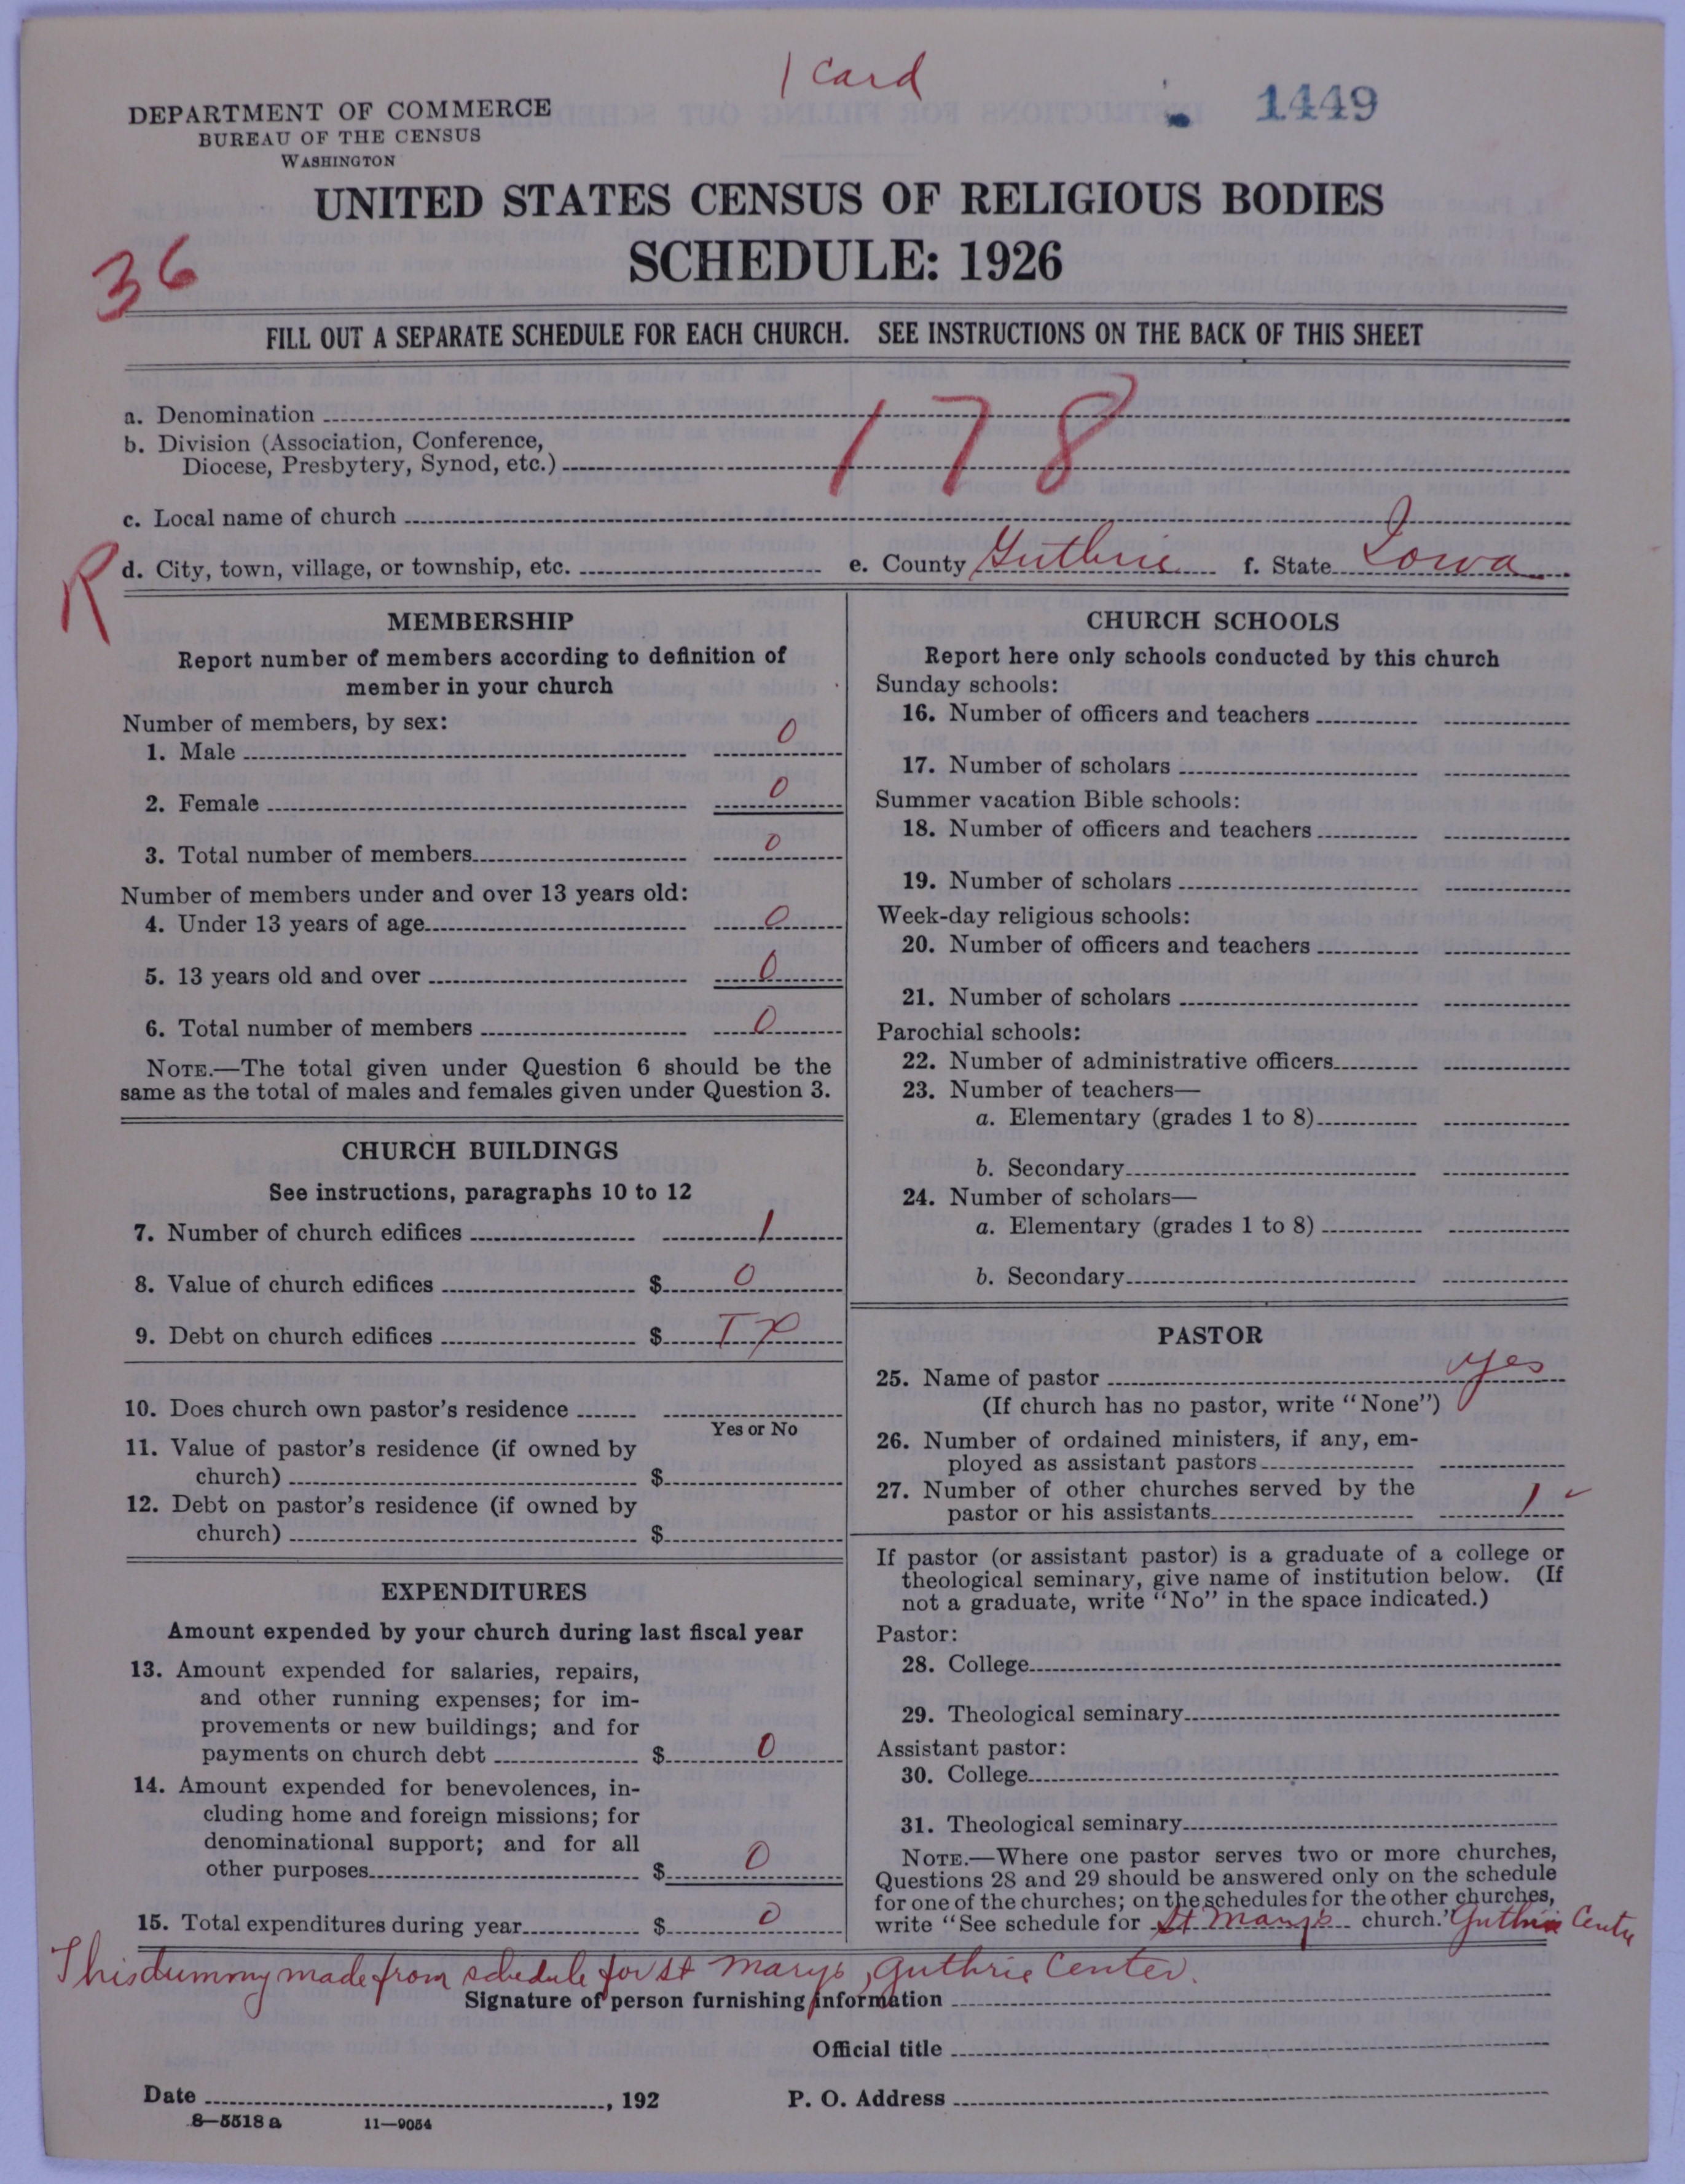 1 Card
1449
DEPARTMENT OF COMMERCE
BUREAU OF THE CENSUS
WASHINGTON
UNITED STATES CENSUS OF RELIGIOUS BODIES
SCHEDULE: 1926
36
FILL OUT A SEPARATE SCHEDULE FOR EACH CHURCH. SEE INSTRUCTIONS ON THE BACK OF THIS SHEET
a. Denomination
b. Division (Association, Conference,
Diocese, Presbytery, Synod, etc.)
178
c. Local name of church
R
d. City, town, village, or township, etc. e. County Guthrie f. State Iowa
MEMBERSHIP
Report number of members according to definition of
member in your church
Number of members, by sex:
1. Male 0
2. Female 0
3. Total number of members 0
Number of members under and over 13 years old:
4. Under 13 years of age 0
5. 13 years old and over 0
6. Total number of members 0
NOTE.—The total given under Question 6 should be the
same as the total of males and females given under Question 3.
CHURCH BUILDINGS
See instructions, paragraphs 10 to 12
7. Number of church edifices 1
8. Value of church edifices $ 0
9. Debt on church edifices $
10. Does church own pastor's residence
Yes or No
11. Value of pastor's residence (if owned by
church) $
12. Debt on pastor's residence (if owned by
church) $
EXPENDITURES
Amount expended by your church during last fiscal year
13. Amount expended for salaries, repairs,
and other running expenses; for im-
provements or new buildings; and for
payments on church debt $ 0
14. Amount expended for benevolences, in-
cluding home and foreign missions; for
denominational support; and for all
other purposes $ 0
15. Total expenditures during year $ 0
CHURCH SCHOOLS
Report here only schools conducted by this church
Sunday schools:
16. Number of officers and teachers
17. Number of scholars
Summer vacation Bible schools:
18. Number of officers and teachers
19. Number of scholars
Week-day religious schools:
20. Number of officers and teachers
21. Number of scholars
Parochial schools:
22. Number of administrative officers
23. Number of teachers—
a. Elementary (grades 1 to 8)
b. Secondary
24. Number of scholars—
a. Elementary (grades 1 to 8)
b. Secondary
PASTOR
25. Name of pastor yes
(If church has no pastor, write "None")
26. Number of ordained ministers, if any, em-
ployed as assistant pastors
27. Number of other churches served by the
pastor or his assistants 1 ✓
If pastor (or assistant pastor) is a graduate of a college or
theological seminary, give name of institution below. (If
not a graduate, write "No" in the space indicated.)
Pastor:
28. College
29. Theological seminary
Assistant pastor:
30. College
31. Theological seminary
NOTE.—Where one pastor serves two or more churches,
Questions 28 and 29 should be answered only on the schedule
for one of the churches; on the schedules for the other churches,
write "See schedule for St Mary's church." Guthrie Cente
This dummy made from schedule for St Marys, Guthrie Center.
Signature of person furnishing information
Official title
Date , 192 P. O. Address
8—5518 a 11—9054